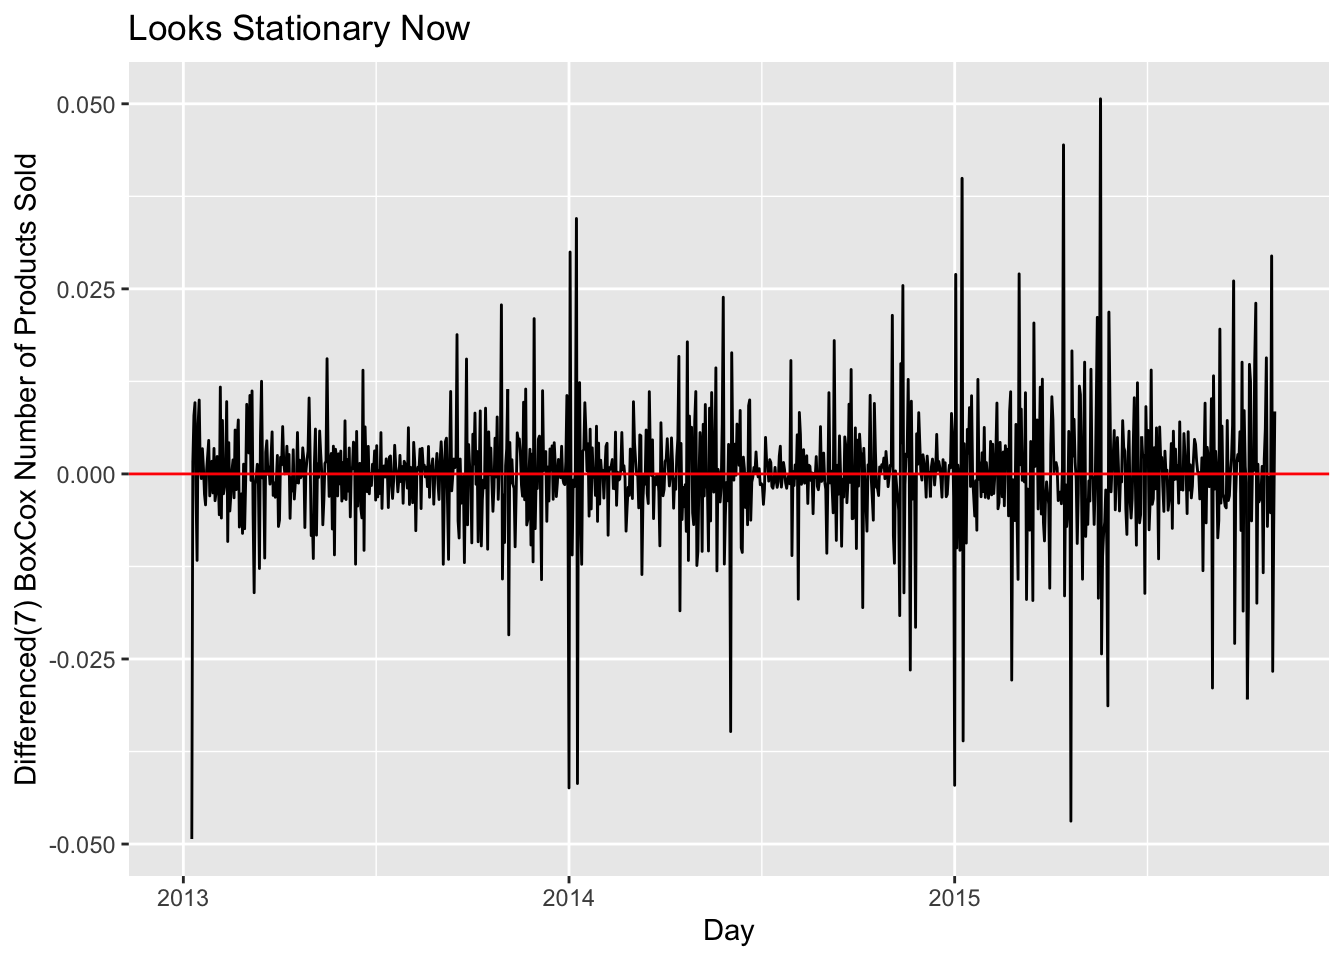 Looks Stationary Now
Differenced(7) BoxCox Number of Products Sold
0.050
0.025
0.000
-0.025
-0.050
2013
2014
2015
Day